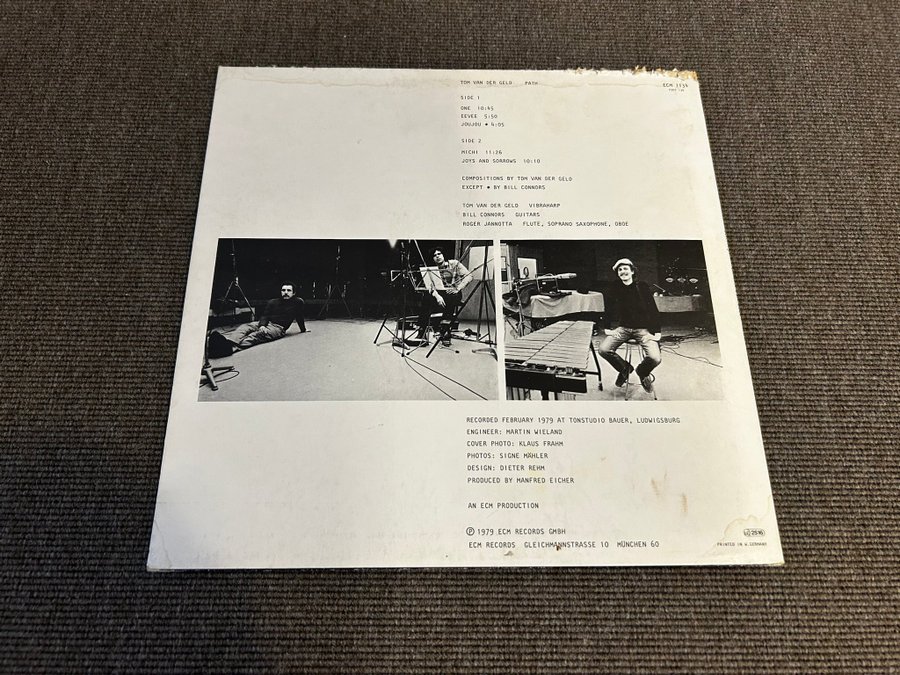 TOM VAN DER GELD PATH
ECM 1134
SIDE 1
ONE 10:45
EEVEE 5:50
JOUJOU * 4:05
SIDE 2
MICHI 11:26
JOYS AND SORROWS 10:10
COMPOSITIONS BY TOM VAN DER GELD
EXCEPT * BY BILL CONNORS
TOM VAN DER GELD VIBRAHARP
BILL CONNORS GUITARS
ROGER JANNOTTA FLUTE, SOPRANO SAXOPHONE, OBOE
RECORDED FEBRUARY 1979 AT TONSTUDIO BAUER, LUDWIGSBURG
ENGINEER: MARTIN WIELAND
COVER PHOTO: KLAUS FRAHM
PHOTOS: SIGNE MÄHLER
DESIGN: DIETER REHM
PRODUCED BY MANFRED EICHER
AN ECM PRODUCTION
℗ 1979 ECM RECORDS GMBH
ECM RECORDS GLEICHMANNSTRASSE 10 MÜNCHEN 60
PRINTED IN W.GERMANY